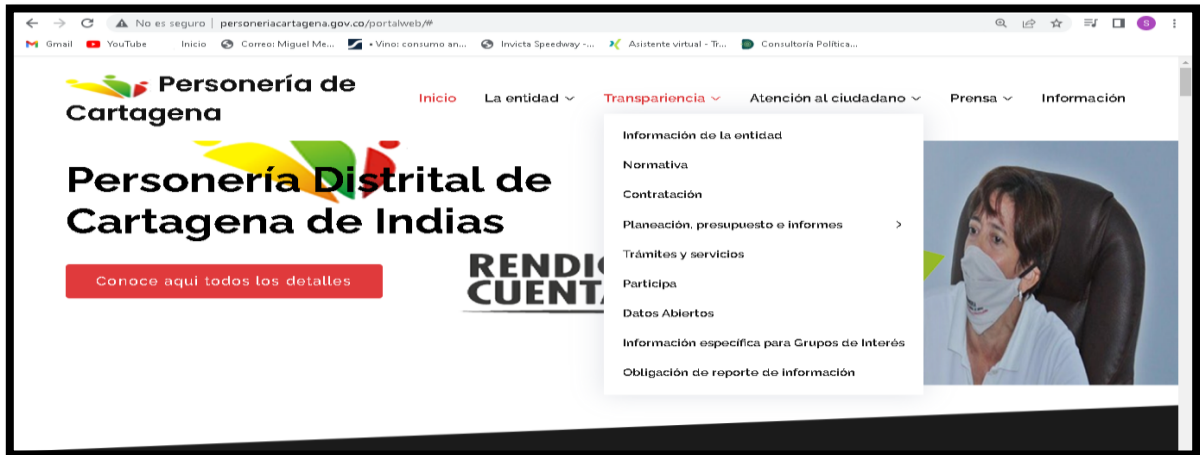 No es seguro | personeriacartagena.gov.co/portalweb/#
S
Gmail YouTube Inicio Correo: Miguel Me... • Vino: consumo an... Invicta Speedway -... Asistente virtual - Tr... Consultoría Política...
Personería de
Cartagena
Inicio La entidad Transpariencia Atención al ciudadano Prensa Información
Personería Distrital de
Cartagena de Indias
Conoce aqui todos los detalles
RENDI
CUENT
Información de la entidad
Normativa
Contratación
Planeación, presupuesto e informes
Trámites y servicios
Participa
Datos Abiertos
Información específica para Grupos de Interés
Obligación de reporte de información